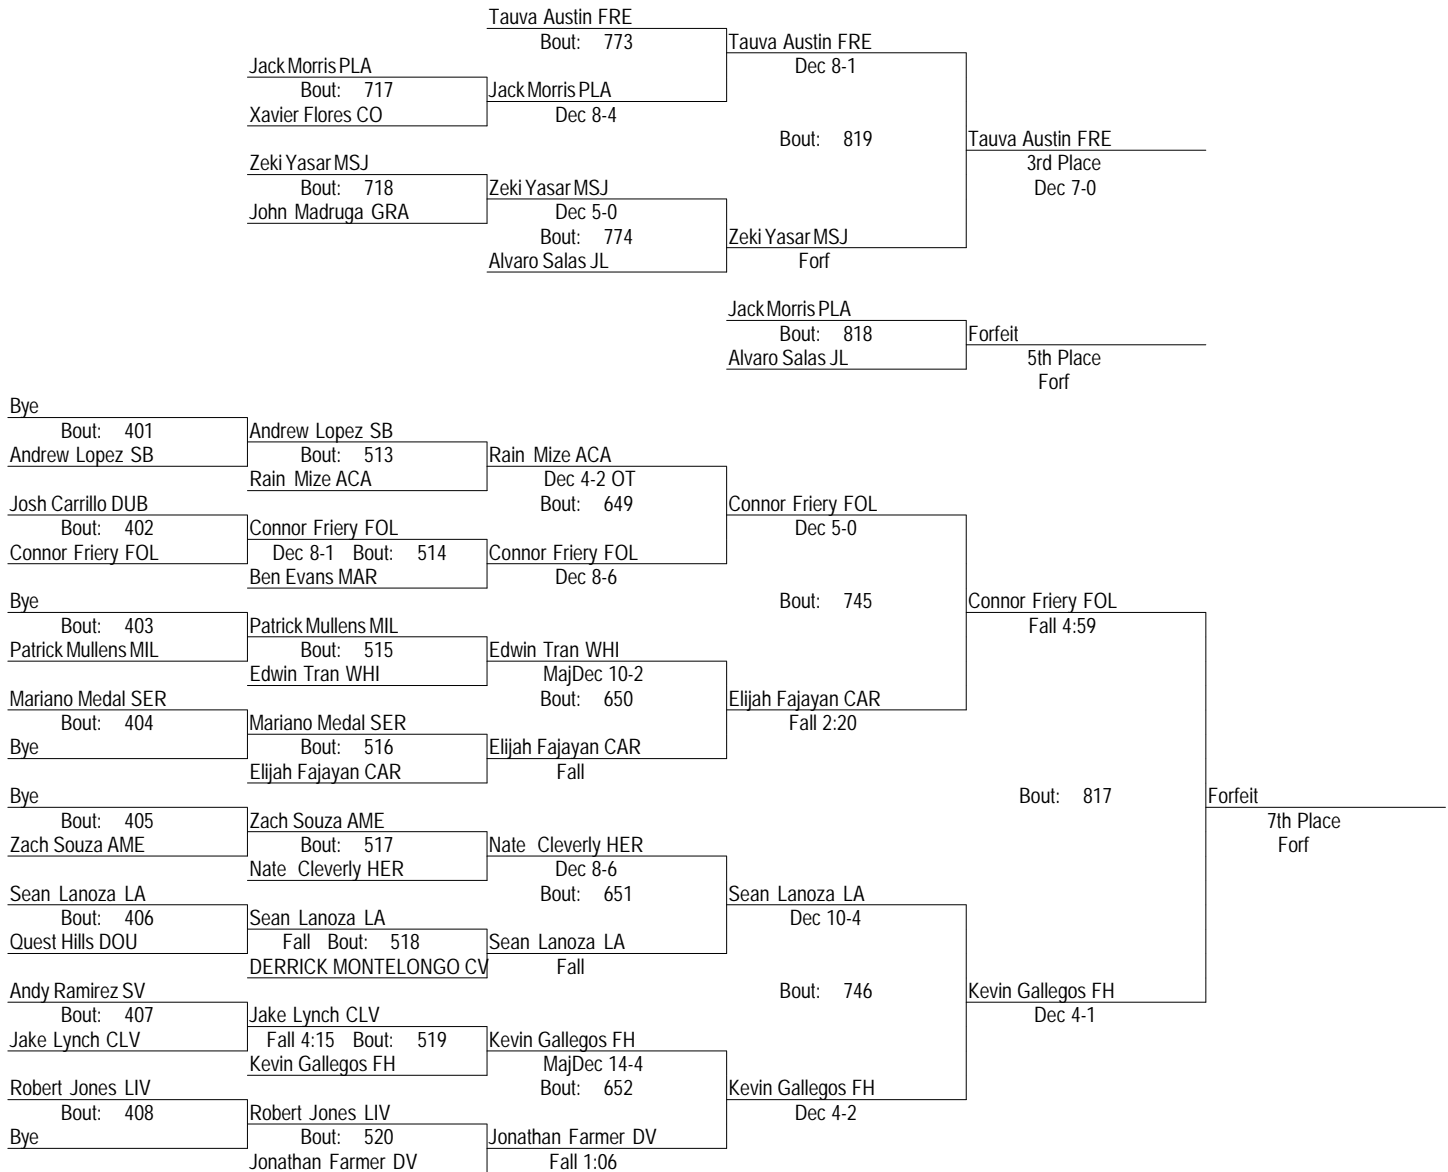 Tauva Austin FRE
Bout: 773 Tauva Austin FRE
Jack Morris PLA Dec 8-1
Bout: 717 Jack Morris PLA
Xavier Flores CO Dec 8-4
Bout: 819 Tauva Austin FRE
Zeki Yasar MSJ 3rd Place
Bout: 718 Zeki Yasar MSJ Dec 7-0
John Madruga GRA Dec 5-0
Bout: 774 Zeki Yasar MSJ
Alvaro Salas JL Forf
Jack Morris PLA
Bout: 818 Forfeit
Alvaro Salas JL 5th Place
Forf
Bye
Bout: 401 Andrew Lopez SB
Andrew Lopez SB Bout: 513 Rain Mize ACA
Rain Mize ACA Dec 4-2 OT
Josh Carrillo DUB Bout: 649 Connor Friery FOL
Bout: 402 Connor Friery FOL Dec 5-0
Connor Friery FOL Dec 8-1 Bout: 514 Connor Friery FOL
Ben Evans MAR Dec 8-6
Bye Bout: 745 Connor Friery FOL
Bout: 403 Patrick Mullens MIL Fall 4:59
Patrick Mullens MIL Bout: 515 Edwin Tran WHI
Edwin Tran WHI MajDec 10-2
Mariano Medal SER Bout: 650 Elijah Fajayan CAR
Bout: 404 Mariano Medal SER Fall 2:20
Bye Bout: 516 Elijah Fajayan CAR
Elijah Fajayan CAR Fall
Bye Bout: 817 Forfeit
Bout: 405 Zach Souza AME 7th Place
Zach Souza AME Bout: 517 Nate Cleverly HER Forf
Nate Cleverly HER Dec 8-6
Sean Lanoza LA Bout: 651 Sean Lanoza LA
Bout: 406 Sean Lanoza LA Dec 10-4
Quest Hills DOU Fall Bout: 518 Sean Lanoza LA
DERRICK MONTELONGO CV Fall
Andy Ramirez SV Bout: 746 Kevin Gallegos FH
Bout: 407 Jake Lynch CLV Dec 4-1
Jake Lynch CLV Fall 4:15 Bout: 519 Kevin Gallegos FH
Kevin Gallegos FH MajDec 14-4
Robert Jones LIV Bout: 652 Kevin Gallegos FH
Bout: 408 Robert Jones LIV Dec 4-2
Bye Bout: 520 Jonathan Farmer DV
Jonathan Farmer DV Fall 1:06